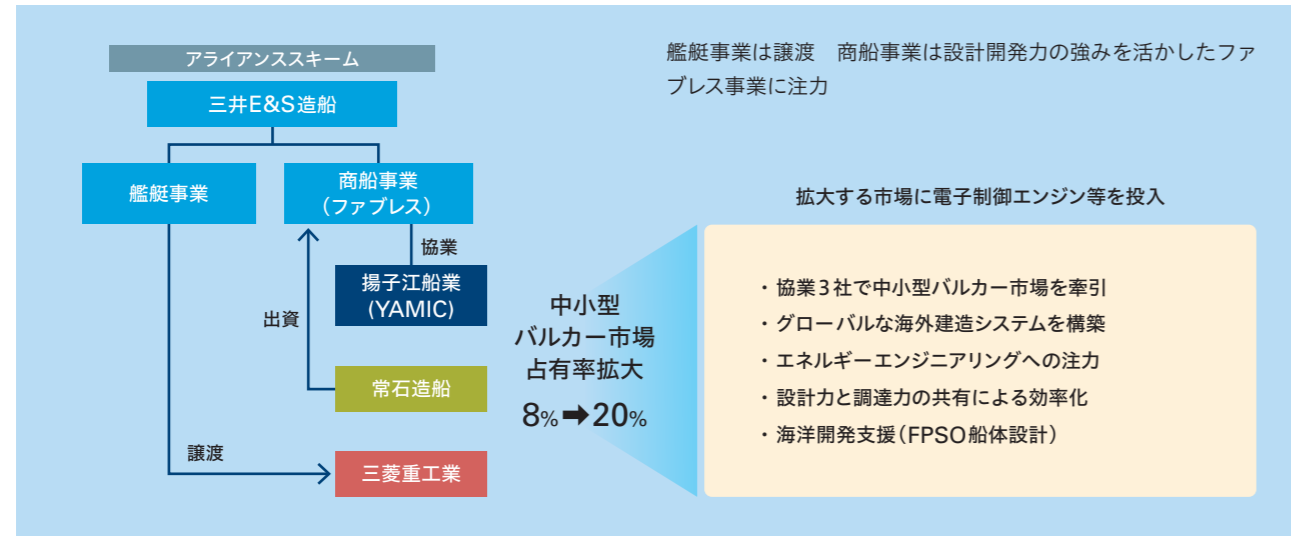 アライアンススキーム
三井E&S造船
艦艇事業
商船事業
(ファブレス)
協業
揚子江船業
(YAMIC)
出資
常石造船
譲渡
三菱重工業
中小型
バルカー市場
占有率拡大
8%➡20%
艦艇事業は譲渡　商船事業は設計開発力の強みを活かしたファ
ブレス事業に注力
拡大する市場に電子制御エンジン等を投入
・協業3社で中小型バルカー市場を牽引
・グローバルな海外建造システムを構築
・エネルギーエンジニアリングへの注力
・設計力と調達力の共有による効率化
・海洋開発支援(FPSO船体設計)